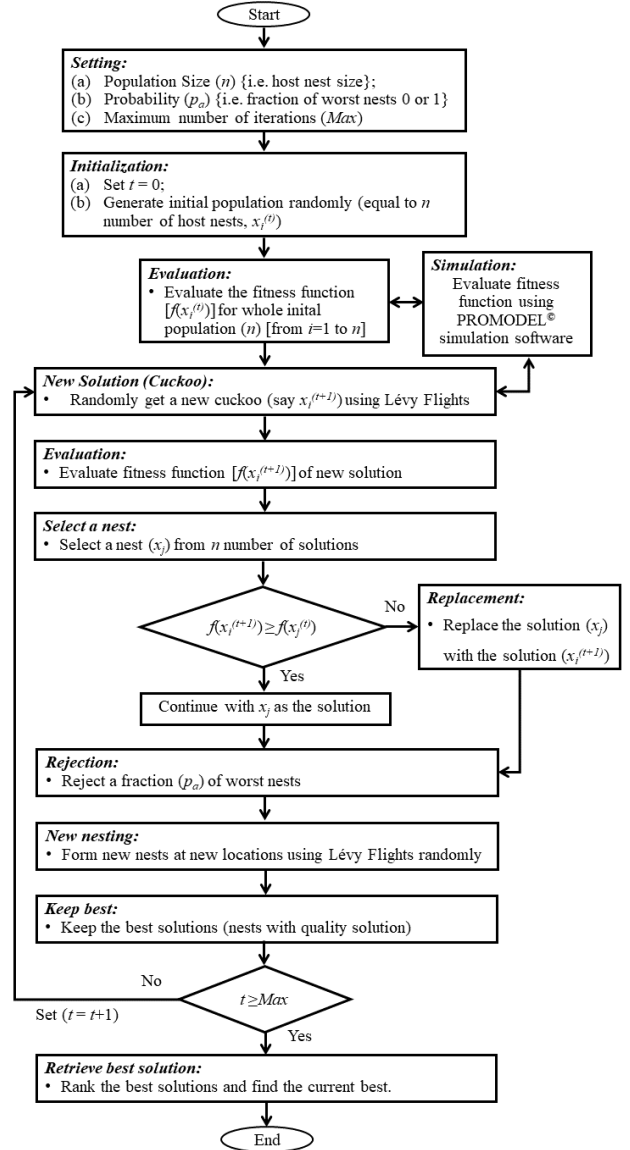 Start
Setting:
(a) Population Size (n) {i.e. host nest size};
(b) Probability (pₐ) {i.e. fraction of worst nests 0 or 1}
(c) Maximum number of iterations (Max)
Initialization:
(a) Set t = 0;
(b) Generate initial population randomly (equal to n
number of host nests, xᵢ⁽ᵗ⁾)
Evaluation:
• Evaluate the fitness function
[f(xᵢ⁽ᵗ⁾)] for whole inital
population (n) [from i=1 to n]
Simulation:
Evaluate fitness
function using
PROMODEL©
simulation software
New Solution (Cuckoo):
• Randomly get a new cuckoo (say xᵢ⁽ᵗ⁺¹⁾) using Lévy Flights
Evaluation:
• Evaluate fitness function [f(xᵢ⁽ᵗ⁺¹⁾)] of new solution
Select a nest:
• Select a nest (xⱼ) from n number of solutions
f(xᵢ⁽ᵗ⁺¹⁾)≥f(xⱼ⁽ᵗ⁾)
No
Replacement:
• Replace the solution (xⱼ)
with the solution (xᵢ⁽ᵗ⁺¹⁾)
Yes
Continue with xⱼ as the solution
Rejection:
• Reject a fraction (pₐ) of worst nests
New nesting:
• Form new nests at new locations using Lévy Flights randomly
Keep best:
• Keep the best solutions (nests with quality solution)
No
t≥Max
Set (t = t+1)
Yes
Retrieve best solution:
• Rank the best solutions and find the current best.
End